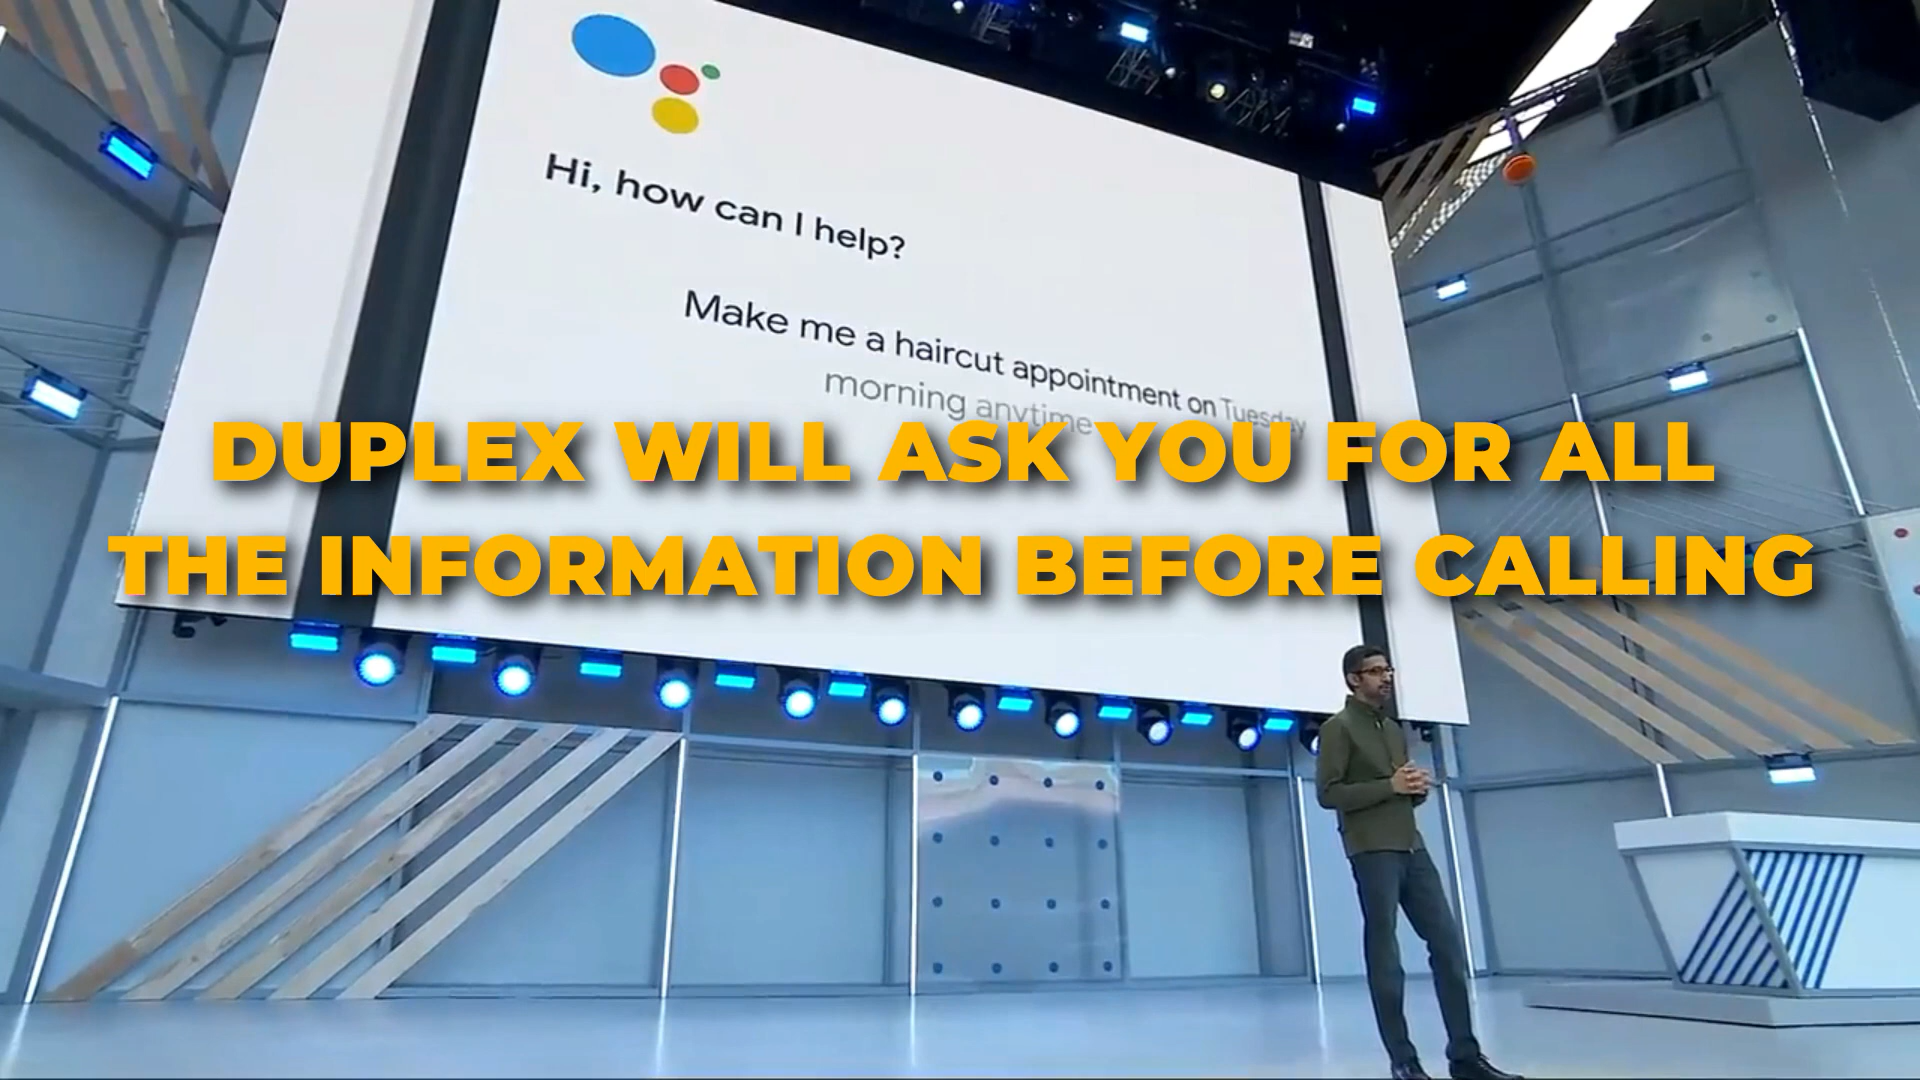 Hi, how can I help?
Make me a haircut appointment on Tuesday
morning anytime
DUPLEX WILL ASK YOU FOR ALL
THE INFORMATION BEFORE CALLING